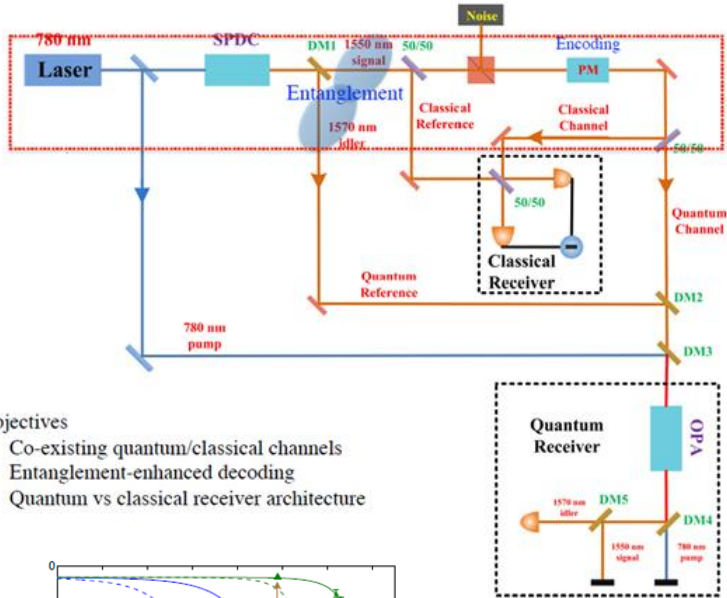 Noise
780 nm
SPDC
DM1
1550 nm
signal
50/50
Encoding
Laser
PM
Entanglement
1570 nm
idler
Classical
Reference
Classical
Channel
50/50
50/50
Classical
Receiver
Quantum
Channel
Quantum
Reference
DM2
780 nm
pump
DM3
jectives
Co-existing quantum/classical channels
Entanglement-enhanced decoding
Quantum vs classical receiver architecture
Quantum
Receiver
OPA
1570 nm
idler
DM5
DM4
1550 nm
signal
780 nm
pump
0